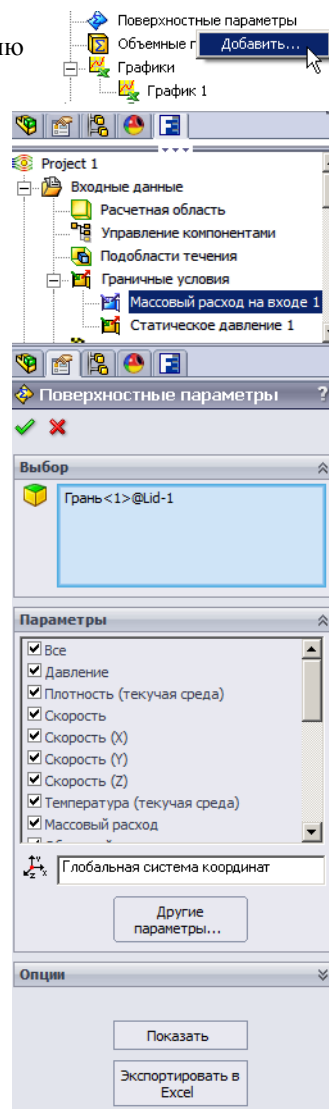 Поверхностные параметры
ю
Объемные г Добавить...
Графики
График 1
Project 1
Входные данные
Расчетная область
Управление компонентами
Подобласти течения
Граничные условия
Массовый расход на входе 1
Статическое давление 1
Поверхностные параметры ?
Выбор
Грань<1>@Lid-1
Параметры
Все
Давление
Плотность (текучая среда)
Скорость
Скорость (X)
Скорость (Y)
Скорость (Z)
Температура (текучая среда)
Массовый расход
Глобальная система координат
Другие
параметры...
Опции
Показать
Экспортировать в
Excel